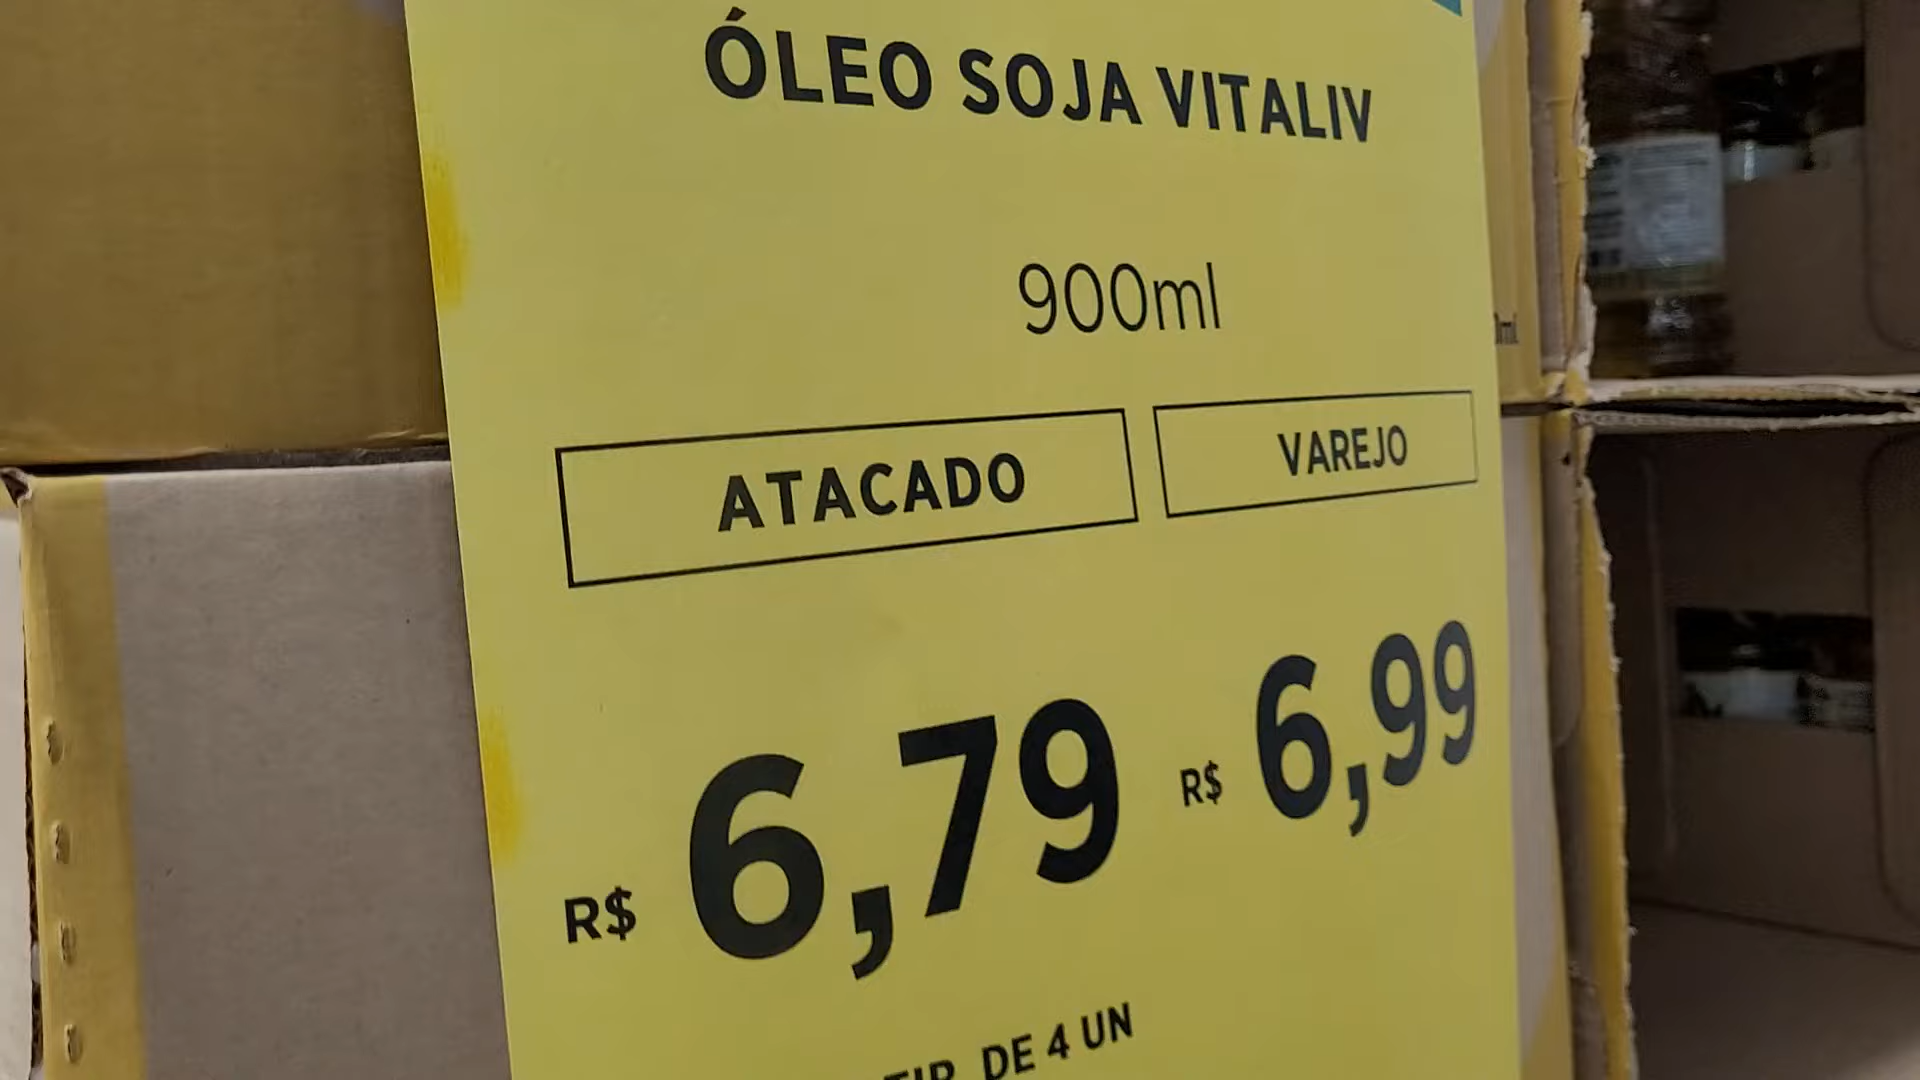 ÓLEO SOJA VITALIV
900ml
ATACADO
VAREJO
R$ 6,79
R$ 6,99
DE 4 UN